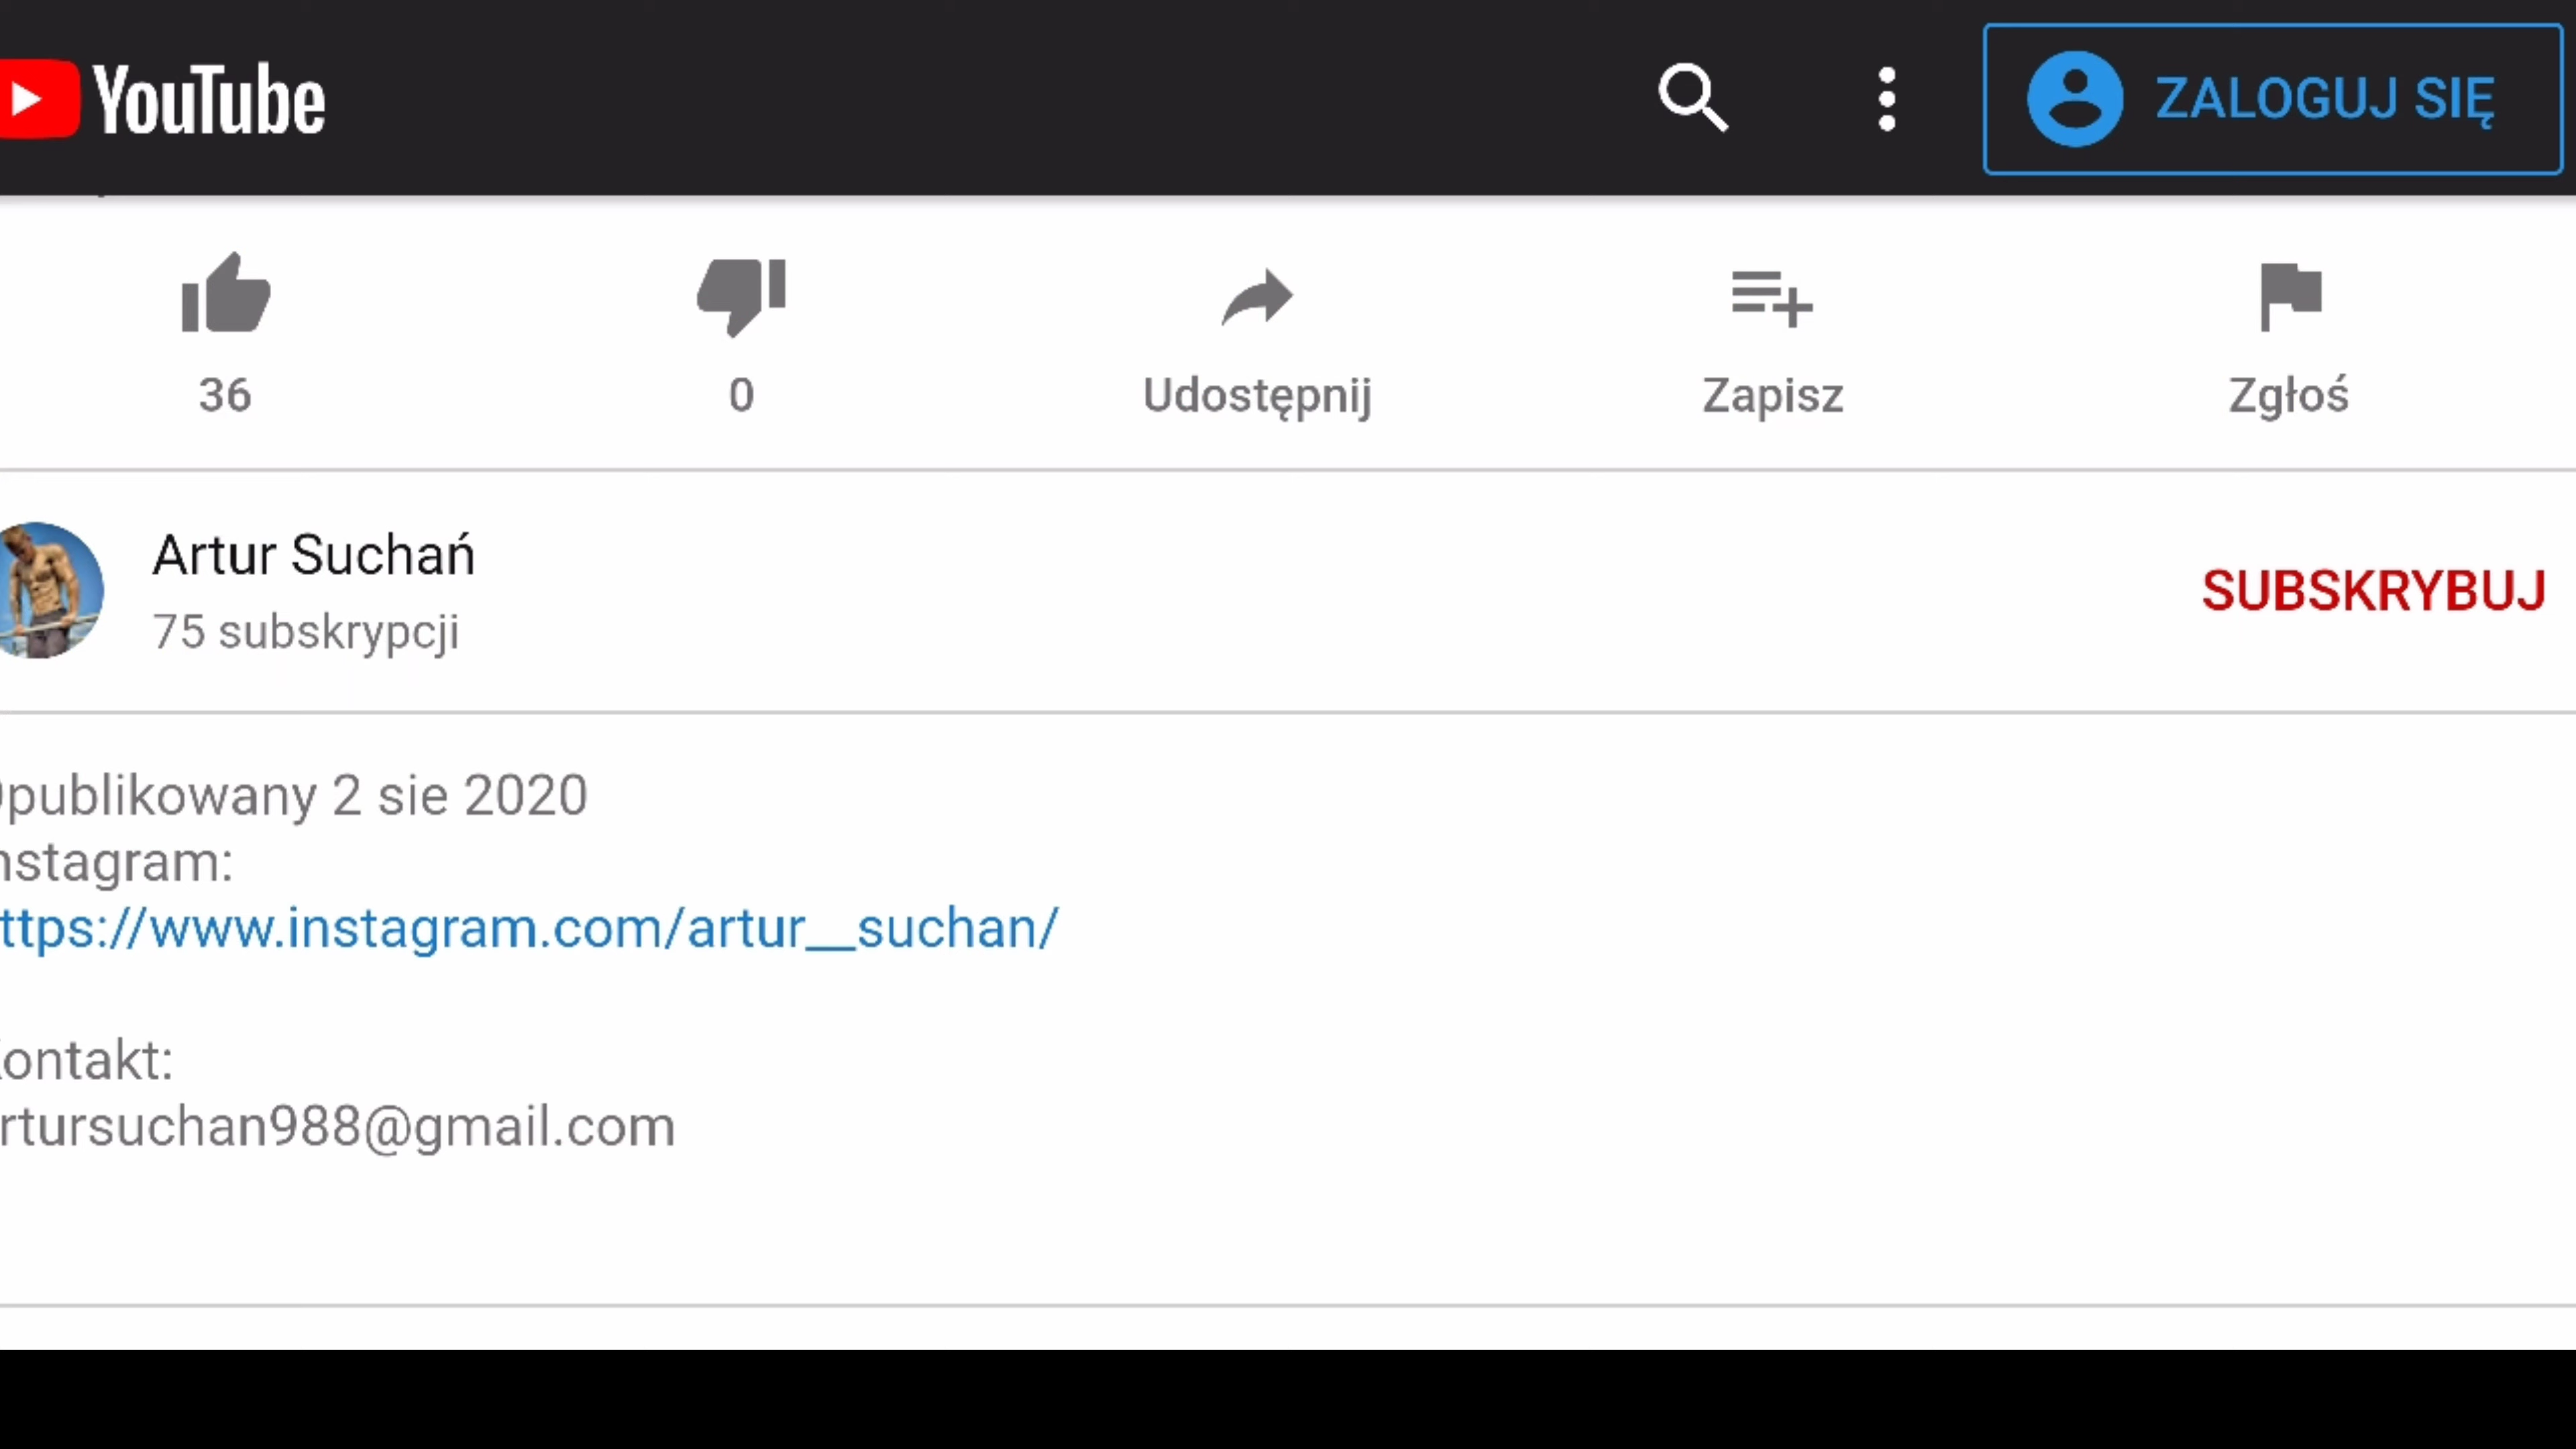 YouTube
ZALOGUJ SIĘ
36
0
Udostępnij
Zapisz
Zgłoś
Artur Suchań
75 subskrypcji
SUBSKRYBUJ
publikowany 2 sie 2020
nstagram:
ttps://www.instagram.com/artur__suchan/
ontakt:
rtursuchan988@gmail.com